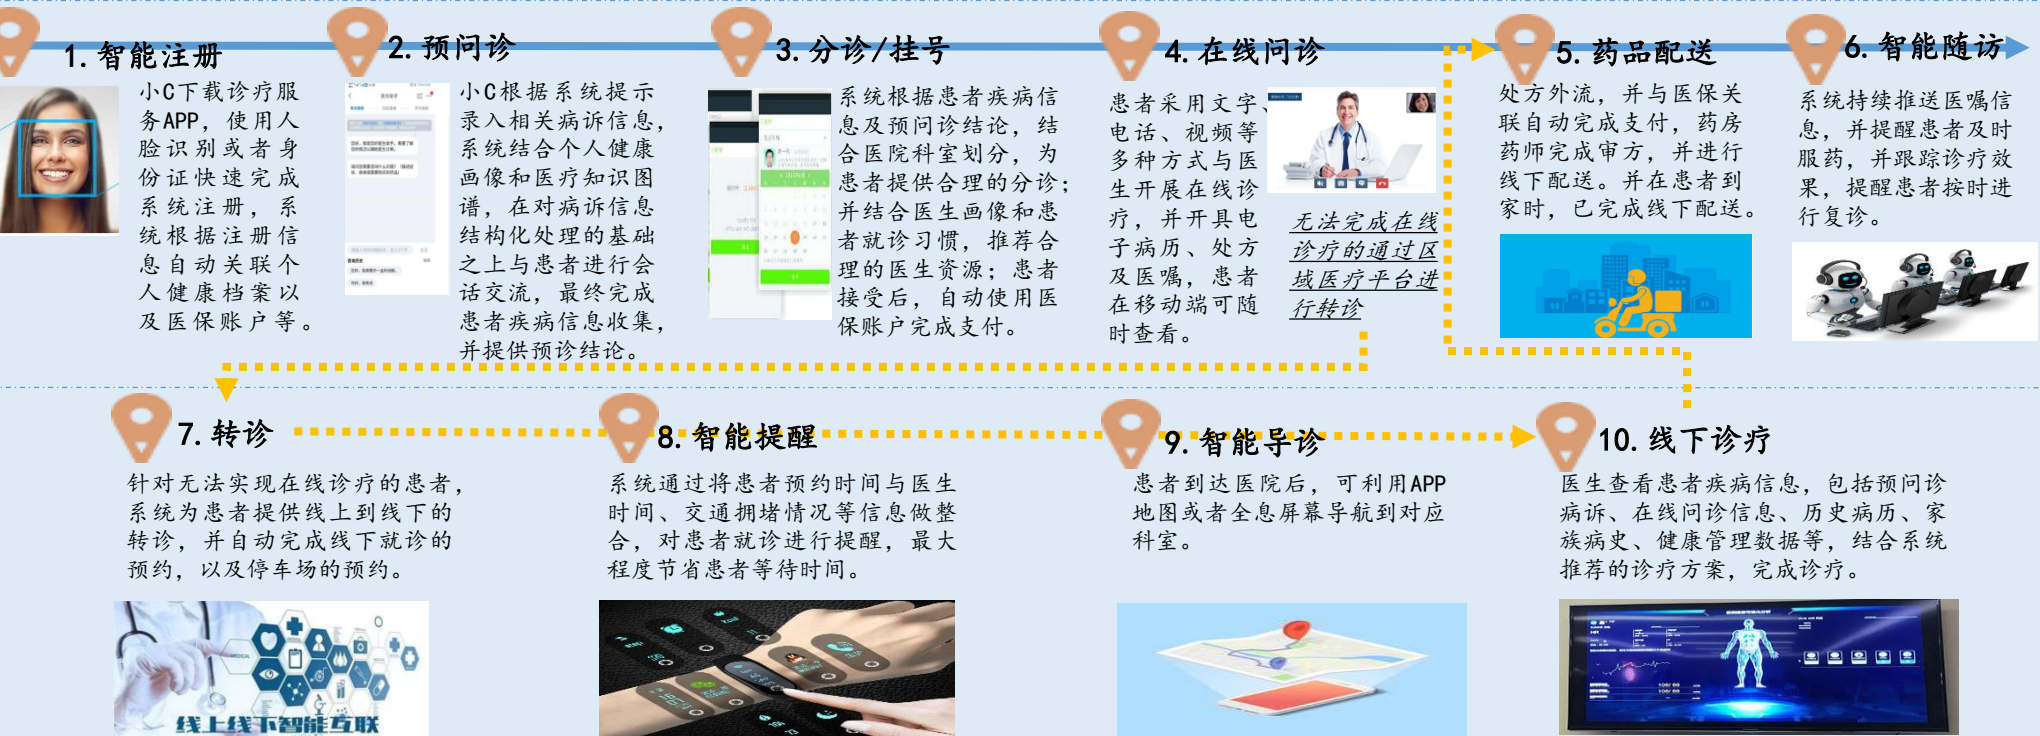 1. 智能注册
小C下载诊疗服
务APP，使用人
脸识别或者身
份证快速完成
系统注册，系
统根据注册信
息自动关联个
人健康档案以
及医保账户等。
2. 预问诊
小C根据系统提示
录入相关病诉信息，
系统结合个人健康
画像和医疗知识图
谱，在对病诉信息
结构化处理的基础
之上与患者进行会
话交流，最终完成
患者疾病信息收集，
并提供预诊结论。
3. 分诊/挂号
系统根据患者疾病信
息及预问诊结论，结
合医院科室划分，为
患者提供合理的分诊；
并结合医生画像和患
者就诊习惯，推荐合
理的医生资源；患者
接受后，自动使用医
保账户完成支付。
4. 在线问诊
患者采用文字、
电话、视频等
多种方式与医
生开展在线诊
疗，并开具电
子病历、处方
及医嘱，患者
在移动端可随
时查看。
无法完成在线
诊疗的通过区
域医疗平台进
行转诊
5. 药品配送
处方外流，并与医保关
联自动完成支付，药房
药师完成审方，并进行
线下配送。并在患者到
家时，已完成线下配送。
6. 智能随访
系统持续推送医嘱信
息，并提醒患者及时
服药，并跟踪诊疗效
果，提醒患者按时进
行复诊。
7. 转诊
针对无法实现在线诊疗的患者，
系统为患者提供线上到线下的
转诊，并自动完成线下就诊的
预约，以及停车场的预约。
MEDICAL
线上线下智能互联
8. 智能提醒
系统通过将患者预约时间与医生
时间、交通拥堵情况等信息做整
合，对患者就诊进行提醒，最大
程度节省患者等待时间。
9. 智能导诊
患者到达医院后，可利用APP
地图或者全息屏幕导航到对应
科室。
10. 线下诊疗
医生查看患者疾病信息，包括预问诊
病诉、在线问诊信息、历史病历、家
族病史、健康管理数据等，结合系统
推荐的诊疗方案，完成诊疗。